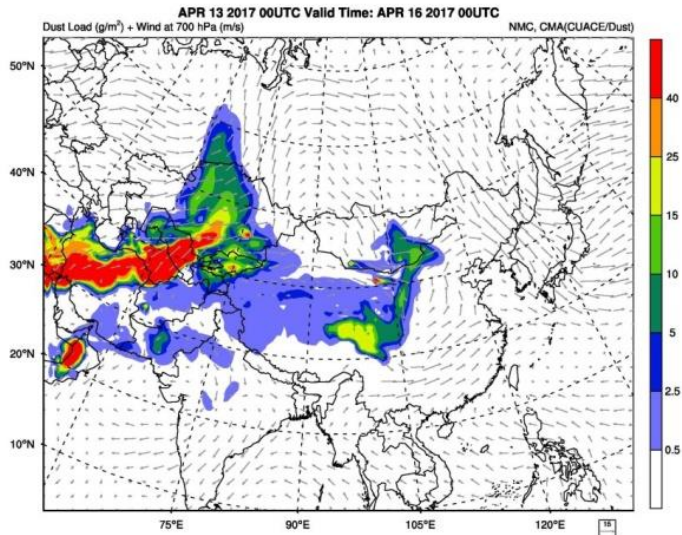 APR 13 2017 00UTC Valid Time: APR 16 2017 00UTC
Dust Load (g/m²) + Wind at 700 hPa (m/s)
NMC, CMA(CUACE/Dust)
50°N
40°N
30°N
20°N
10°N
75°E
90°E
105°E
120°E
40
25
15
10
5
2.5
0.5
15